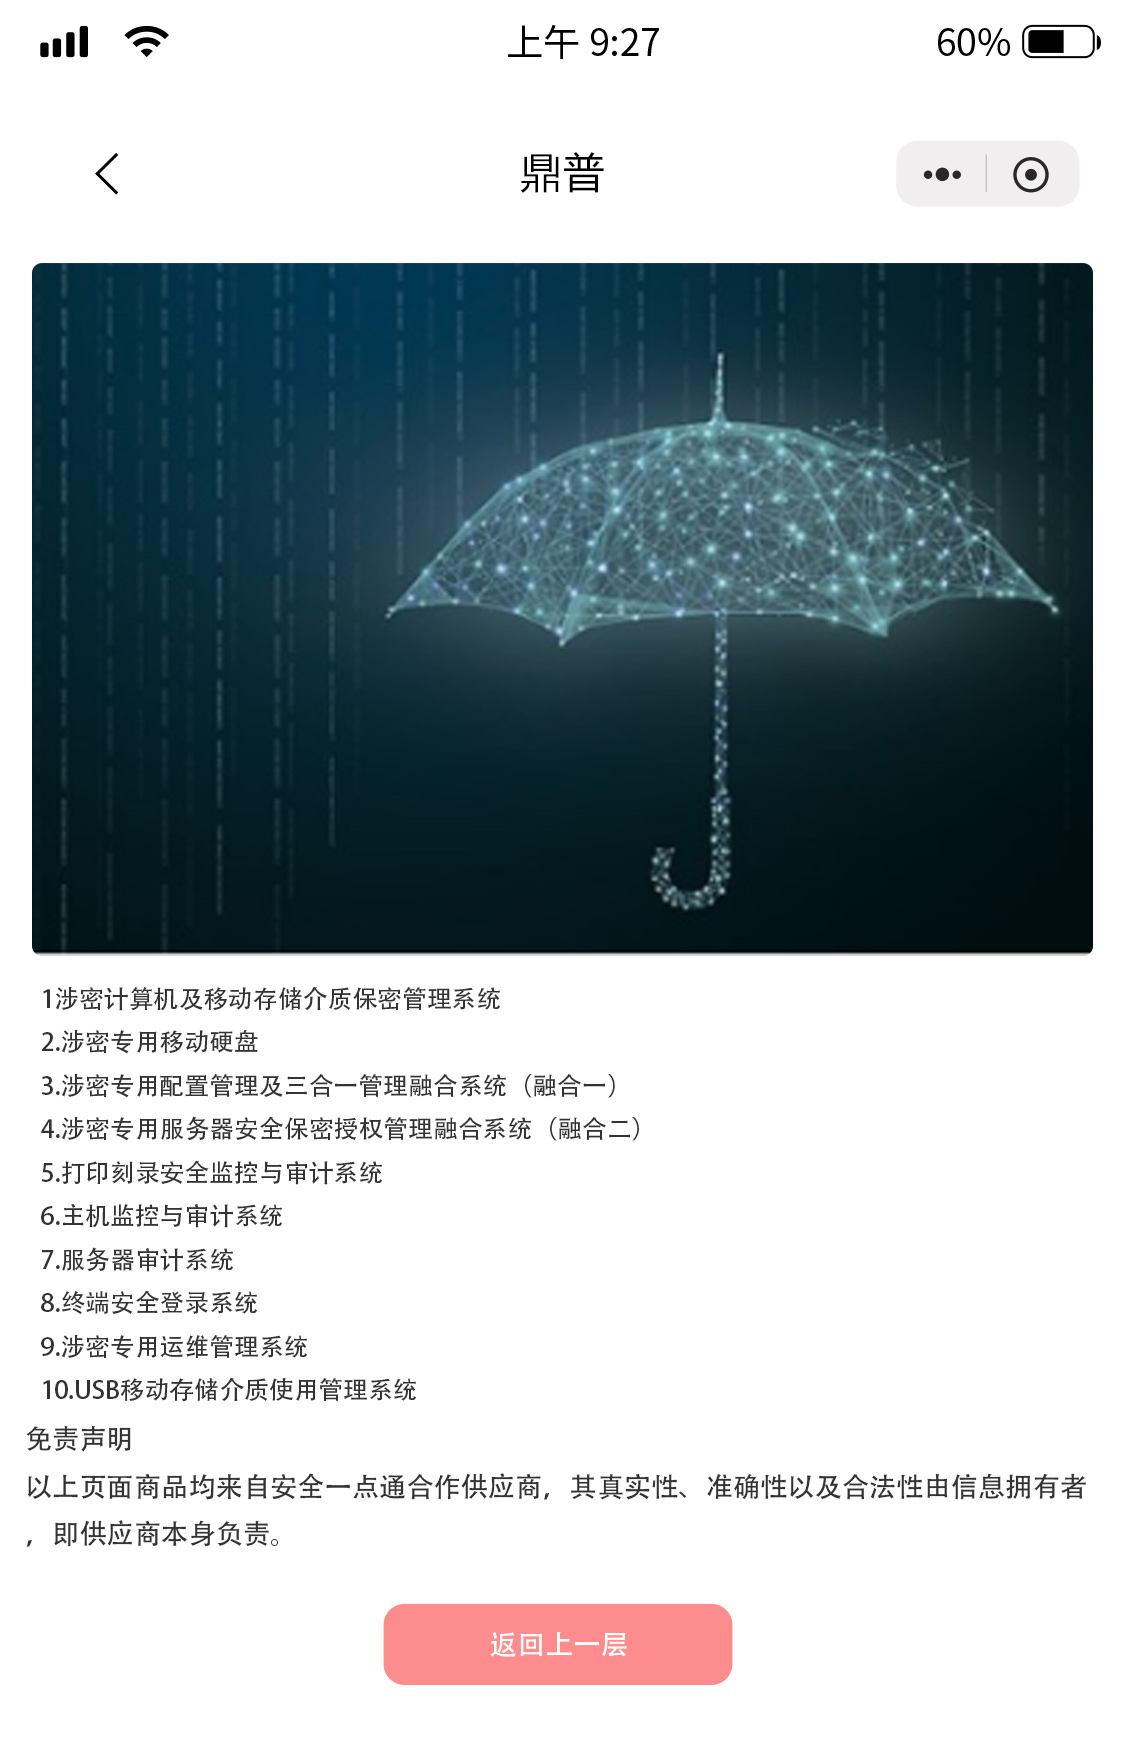 上午 9:27
60%
鼎普
1涉密计算机及移动存储介质保密管理系统
2.涉密专用移动硬盘
3.涉密专用配置管理及三合一管理融合系统（融合一）
4.涉密专用服务器安全保密授权管理融合系统（融合二）
5.打印刻录安全监控与审计系统
6.主机监控与审计系统
7.服务器审计系统
8.终端安全登录系统
9.涉密专用运维管理系统
10.USB移动存储介质使用管理系统
免责声明
以上页面商品均来自安全一点通合作供应商，其真实性、准确性以及合法性由信息拥有者
，即供应商本身负责。
返回上一层